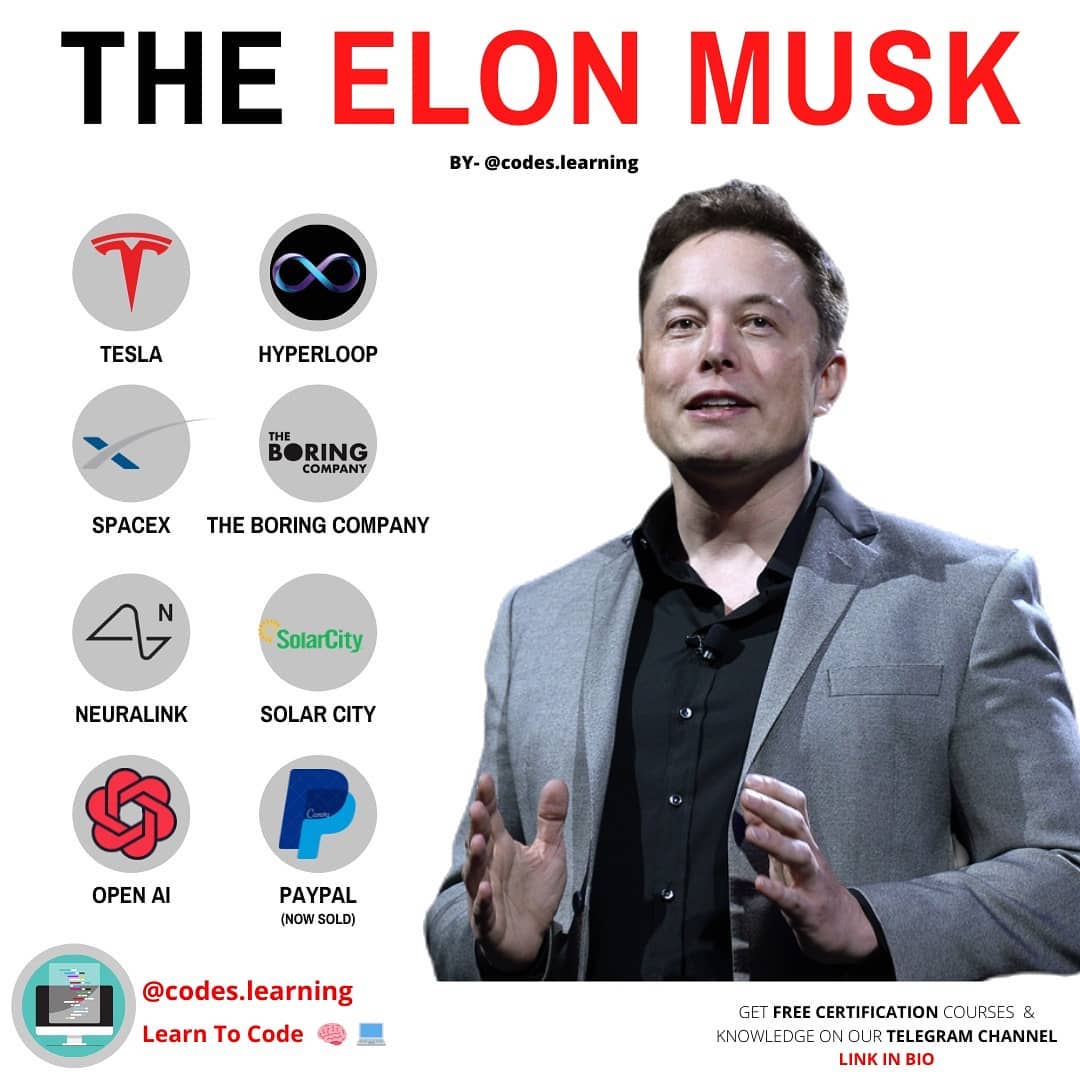 THE ELON MUSK
BY- @codes.learning
TESLA
HYPERLOOP
THE
BORING
COMPANY
SPACEX
THE BORING COMPANY
N
SolarCity
NEURALINK
SOLAR CITY
Canva
OPEN AI
PAYPAL
(NOW SOLD)
@codes.learning
Learn To Code
GET FREE CERTIFICATION COURSES &
KNOWLEDGE ON OUR TELEGRAM CHANNEL
LINK IN BIO